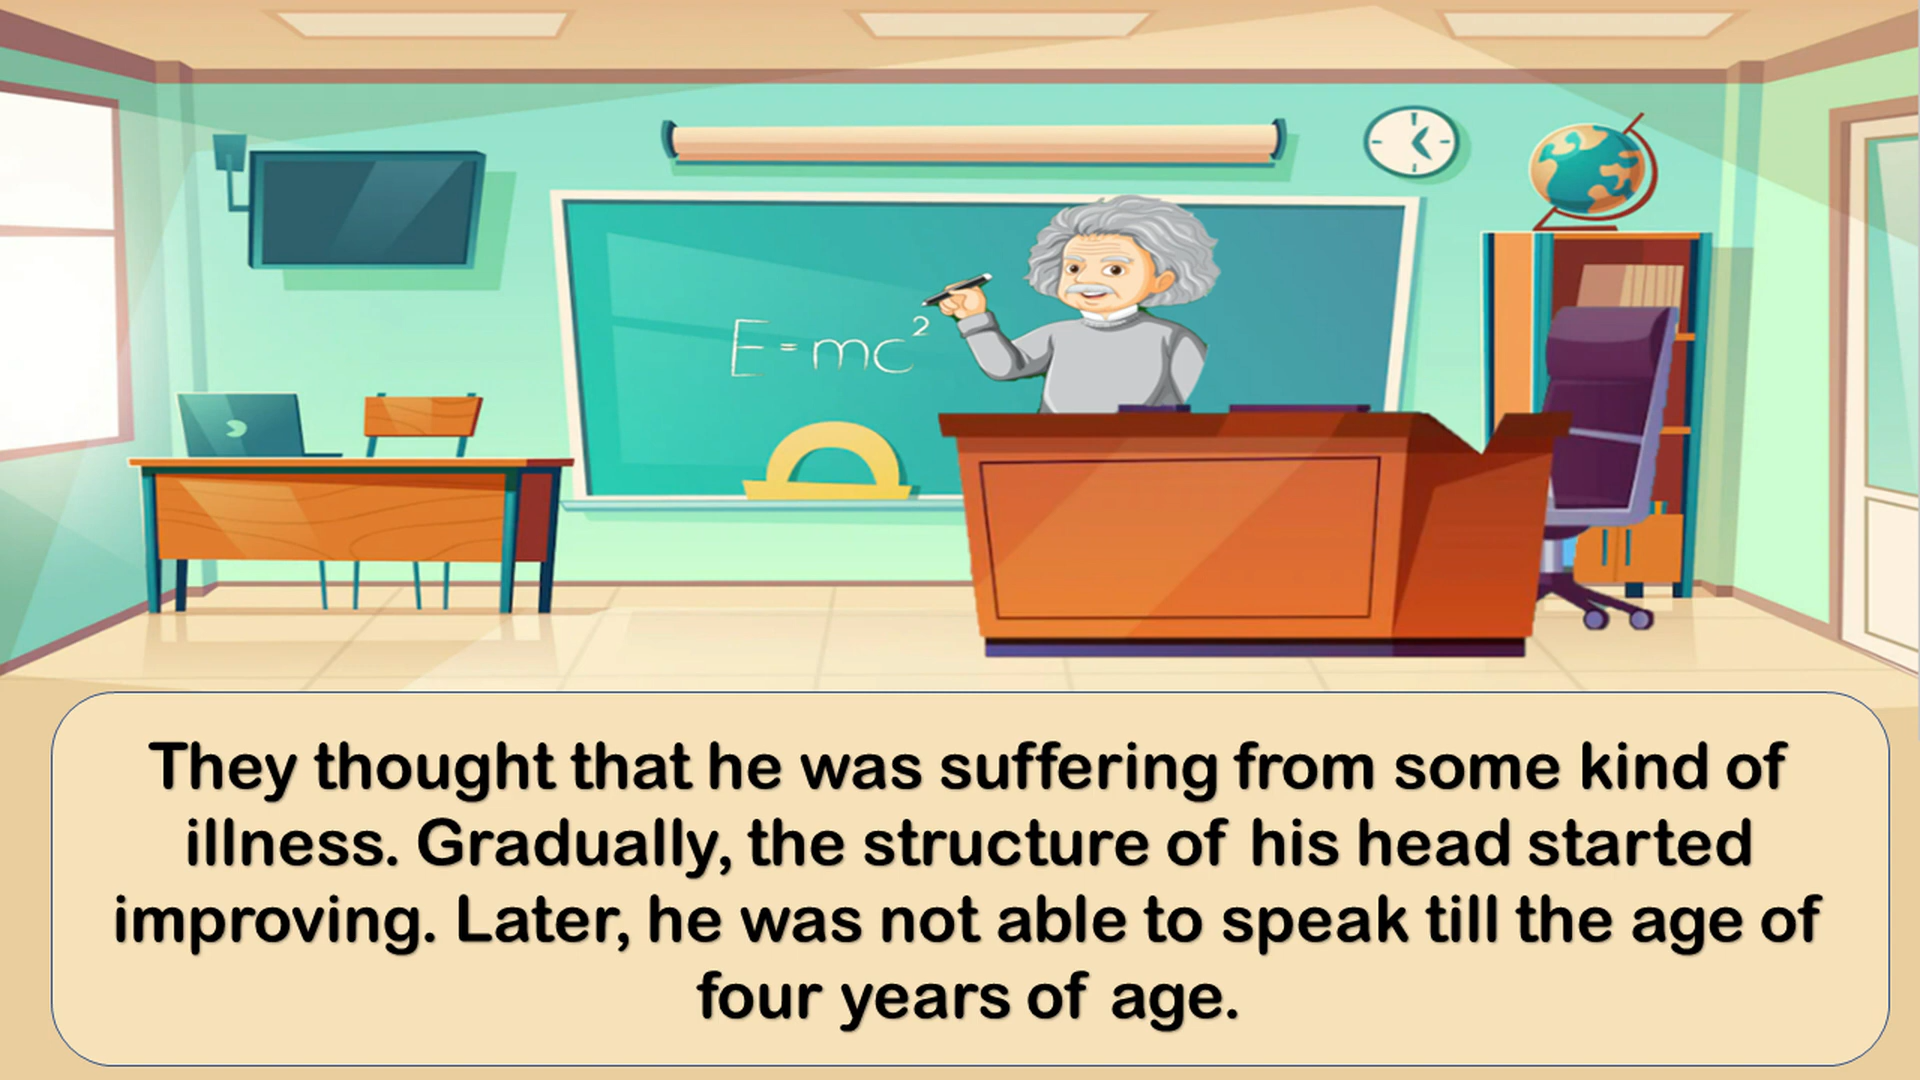 E=mc²
They thought that he was suffering from some kind of
illness. Gradually, the structure of his head started
improving. Later, he was not able to speak till the age of
four years of age.